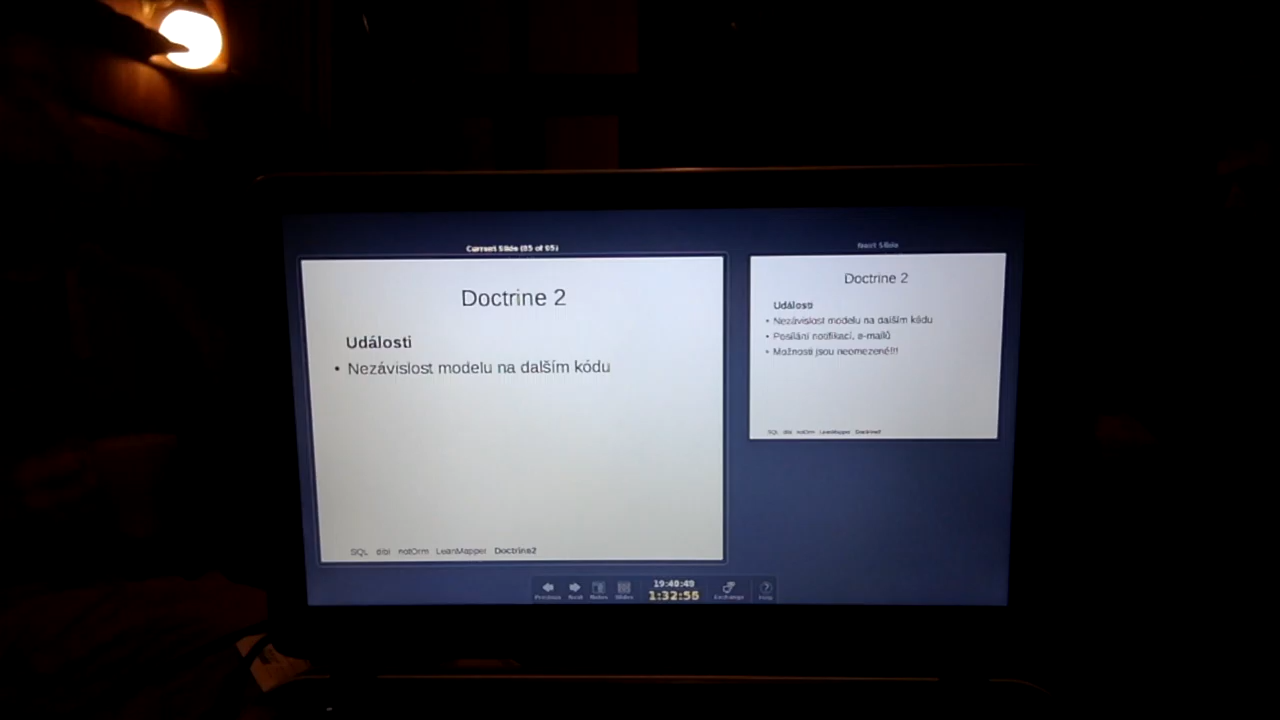 Current Slide (85 of 95)
Doctrine 2
Události
• Nezávislost modelu na dalším kódu
SQL dibi notOrm LeanMapper Doctrine2
Next Slide
Doctrine 2
Události
• Nezávislost modelu na dalším kódu
• Posílání notifikací, e-mailů
• Možnosti jsou neomezené!!!
SQL dibi notOrm LeanMapper Doctrine2
Previous Next Notes Slides
19:40:49
1:32:56
Exchange Help